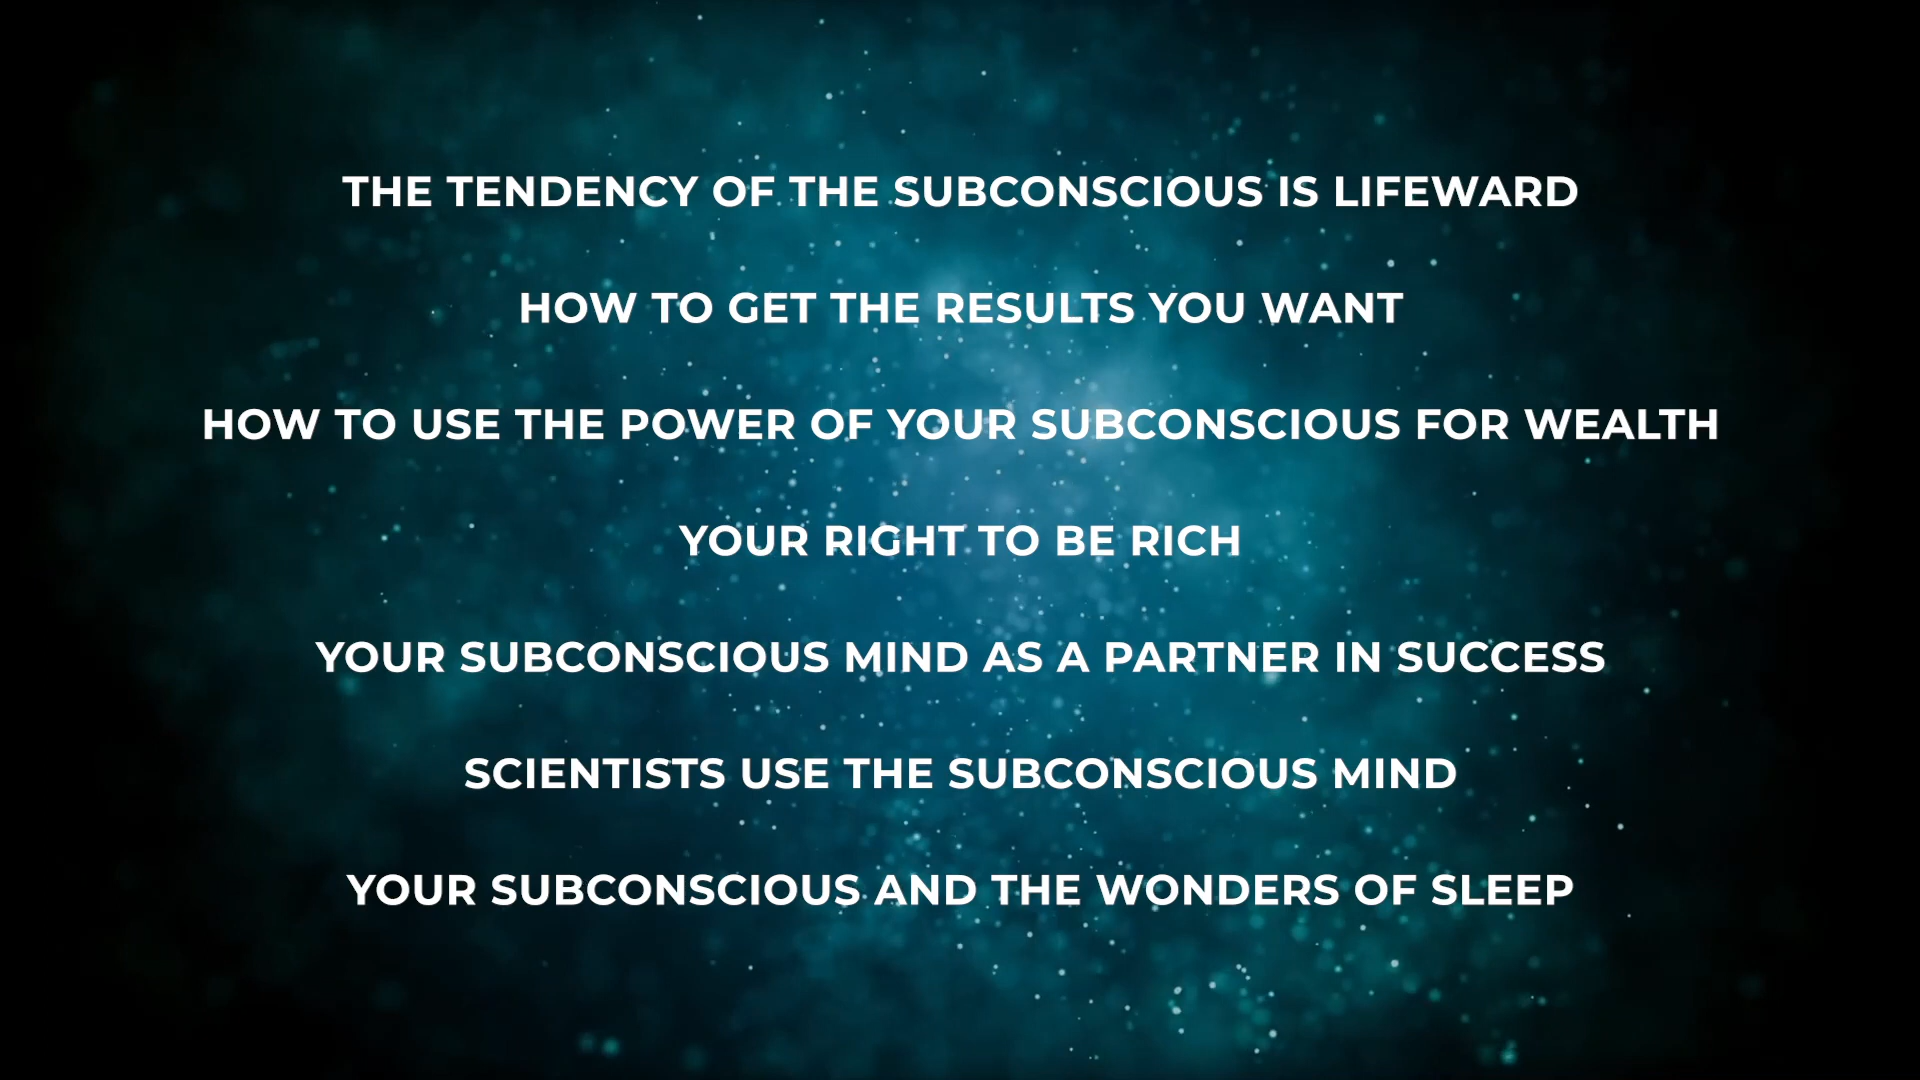 THE TENDENCY OF THE SUBCONSCIOUS IS LIFEWARD
HOW TO GET THE RESULTS YOU WANT
HOW TO USE THE POWER OF YOUR SUBCONSCIOUS FOR WEALTH
YOUR RIGHT TO BE RICH
YOUR SUBCONSCIOUS MIND AS A PARTNER IN SUCCESS
SCIENTISTS USE THE SUBCONSCIOUS MIND
YOUR SUBCONSCIOUS AND THE WONDERS OF SLEEP